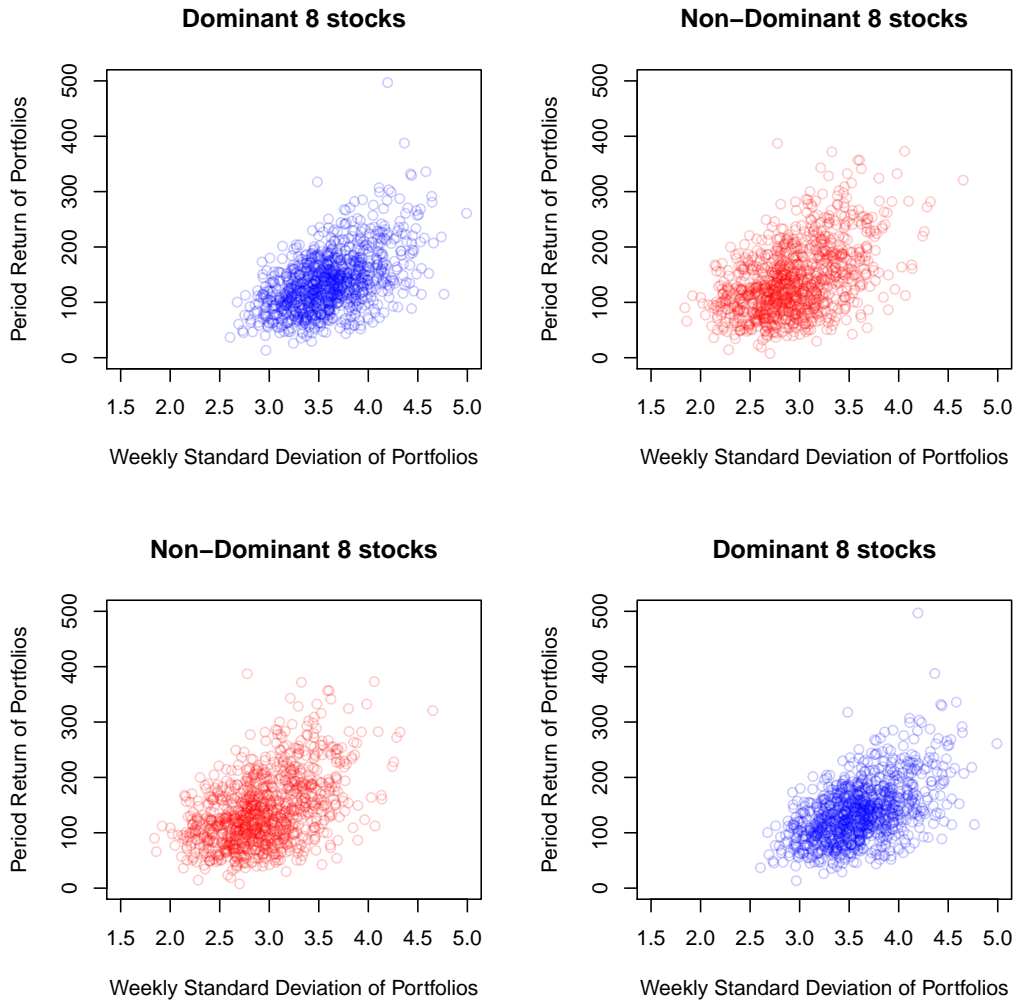 Dominant 8 stocks
Period Return of Portfolios
0 100 200 300 400 500
1.5 2.0 2.5 3.0 3.5 4.0 4.5 5.0
Weekly Standard Deviation of Portfolios
Non−Dominant 8 stocks
Period Return of Portfolios
0 100 200 300 400 500
1.5 2.0 2.5 3.0 3.5 4.0 4.5 5.0
Weekly Standard Deviation of Portfolios
Non−Dominant 8 stocks
Period Return of Portfolios
0 100 200 300 400 500
1.5 2.0 2.5 3.0 3.5 4.0 4.5 5.0
Weekly Standard Deviation of Portfolios
Dominant 8 stocks
Period Return of Portfolios
0 100 200 300 400 500
1.5 2.0 2.5 3.0 3.5 4.0 4.5 5.0
Weekly Standard Deviation of Portfolios